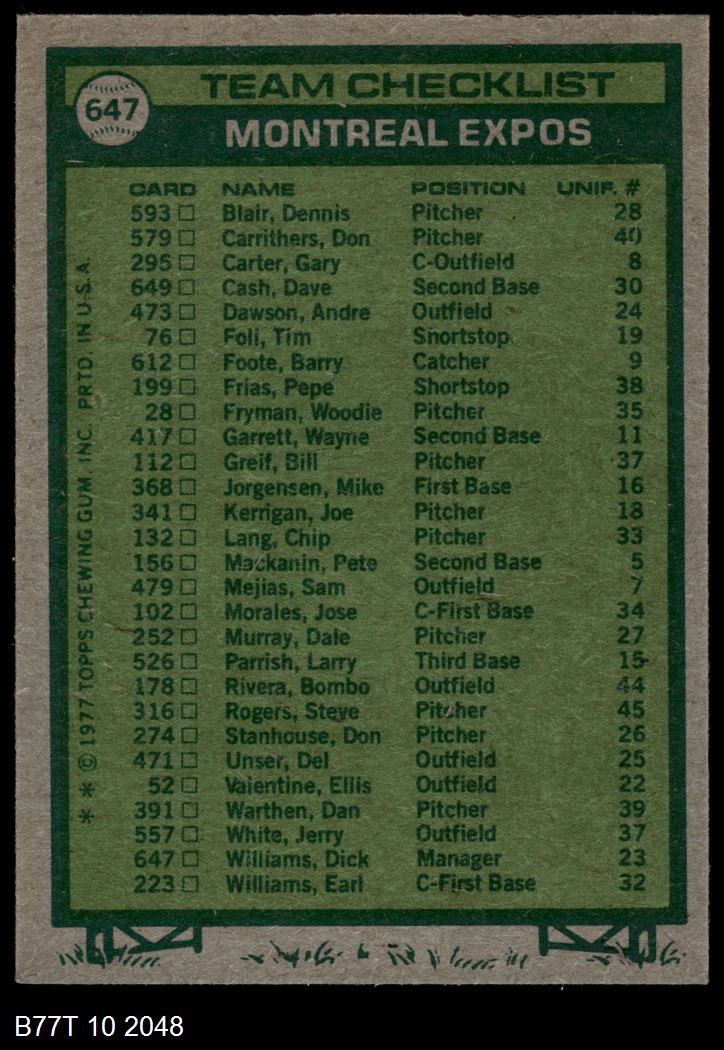 647
TEAM CHECKLIST
MONTREAL EXPOS
CARD NAME POSITION UNIF. #
593 □ Blair, Dennis Pitcher 28
579 □ Carrithers, Don Pitcher 40
295 □ Carter, Gary C-Outfield 8
649 □ Cash, Dave Second Base 30
473 □ Dawson, Andre Outfield 24
76 □ Foli, Tim Shortstop 19
612 □ Foote, Barry Catcher 9
199 □ Frias, Pepe Shortstop 38
28 □ Fryman, Woodie Pitcher 35
417 □ Garrett, Wayne Second Base 11
112 □ Greif, Bill Pitcher 37
368 □ Jorgensen, Mike First Base 16
341 □ Kerrigan, Joe Pitcher 18
132 □ Lang, Chip Pitcher 33
156 □ Mackanin, Pete Second Base 5
479 □ Mejias, Sam Outfield 7
102 □ Morales, Jose C-First Base 34
252 □ Murray, Dale Pitcher 27
526 □ Parrish, Larry Third Base 15
178 □ Rivera, Bombo Outfield 44
316 □ Rogers, Steve Pitcher 45
274 □ Stanhouse, Don Pitcher 26
471 □ Unser, Del Outfield 25
52 □ Valentine, Ellis Outfield 22
391 □ Warthen, Dan Pitcher 39
557 □ White, Jerry Outfield 37
647 □ Williams, Dick Manager 23
223 □ Williams, Earl C-First Base 32
* * © 1977 TOPPS CHEWING GUM INC. PRTD. IN U.S.A.
B77T 10 2048